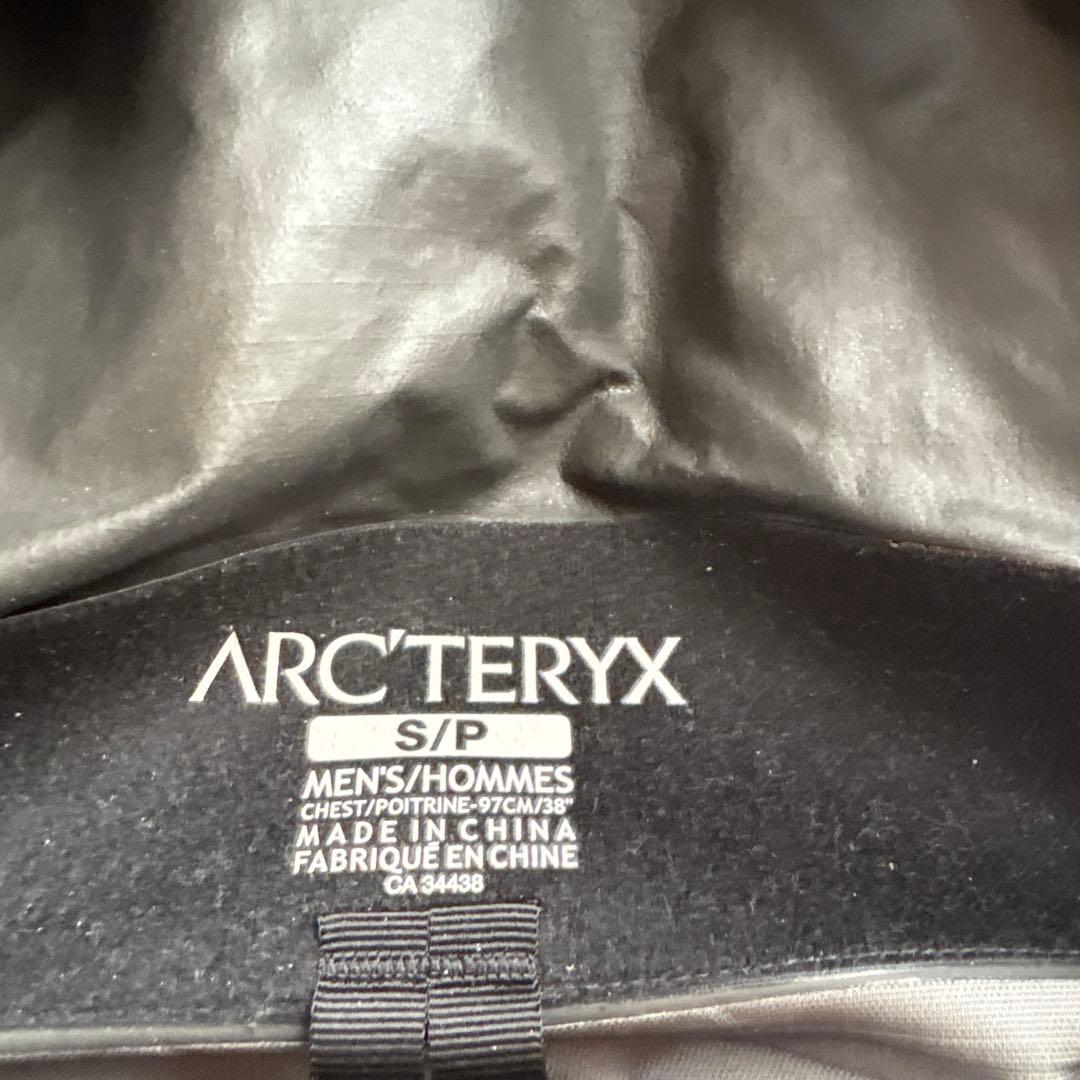 ARC'TERYX
S/P
MEN'S/HOMMES
CHEST/POITRINE-97CM/38"
MADE IN CHINA
FABRIQUÉ EN CHINE
CA 34438